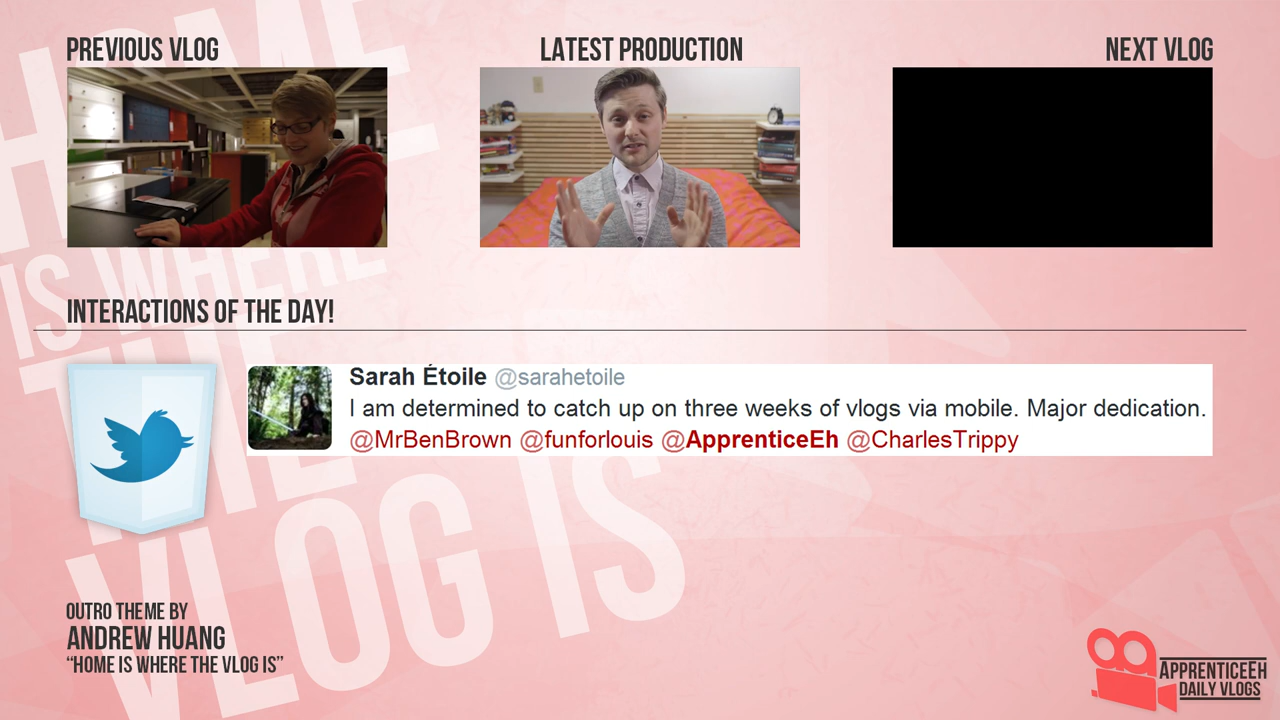 PREVIOUS VLOG
LATEST PRODUCTION
NEXT VLOG
INTERACTIONS OF THE DAY!
Sarah Étoile @sarahetoile
I am determined to catch up on three weeks of vlogs via mobile. Major dedication.
@MrBenBrown @funforlouis @ApprenticeEh @CharlesTrippy
HOME
IS WHERE
THE
VLOG IS
OUTRO THEME BY
ANDREW HUANG
“HOME IS WHERE THE VLOG IS”
APPRENTICEEH
DAILY VLOGS